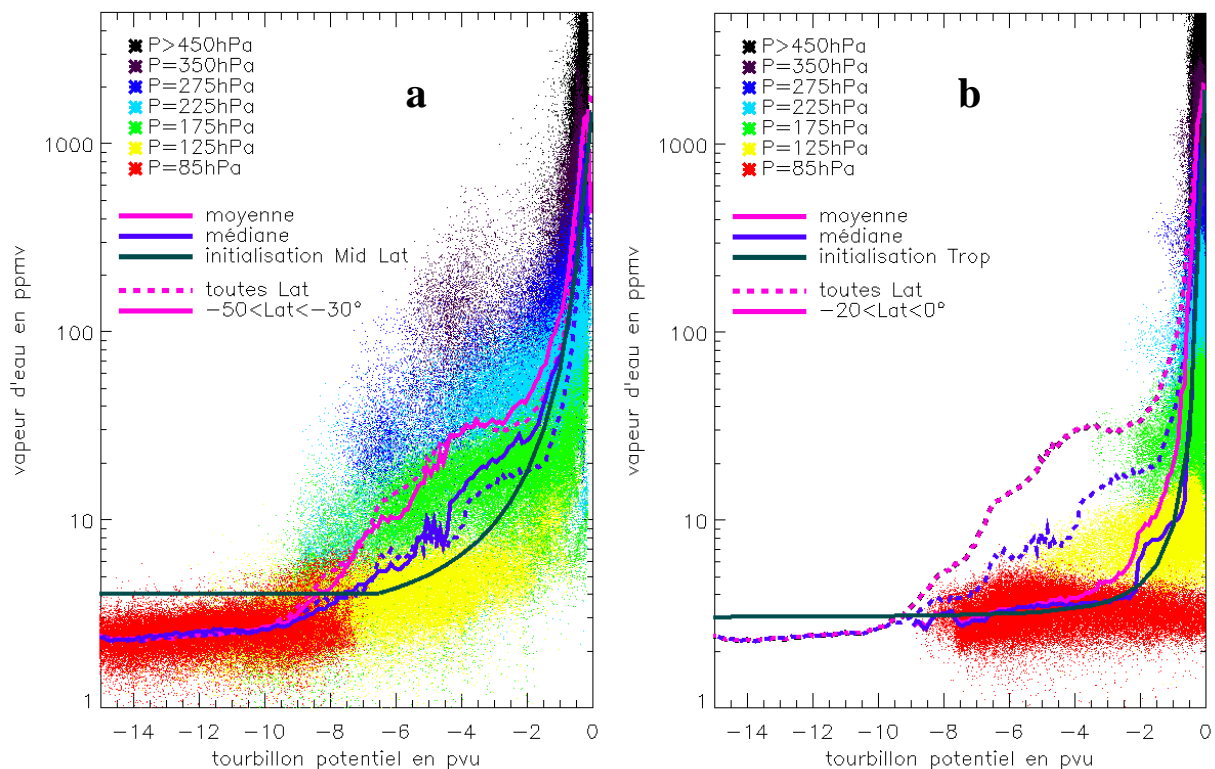 a
P>450hPa
P=350hPa
P=275hPa
P=225hPa
P=175hPa
P=125hPa
P=85hPa
moyenne
médiane
initialisation Mid Lat
toutes Lat
-50<Lat<-30°
vapeur d'eau en ppmv
1000
100
10
1
-14 -12 -10 -8 -6 -4 -2 0
tourbillon potentiel en pvu
b
P>450hPa
P=350hPa
P=275hPa
P=225hPa
P=175hPa
P=125hPa
P=85hPa
moyenne
médiane
initialisation Trop
toutes Lat
-20<Lat<0°
vapeur d'eau en ppmv
1000
100
10
1
-14 -12 -10 -8 -6 -4 -2 0
tourbillon potentiel en pvu